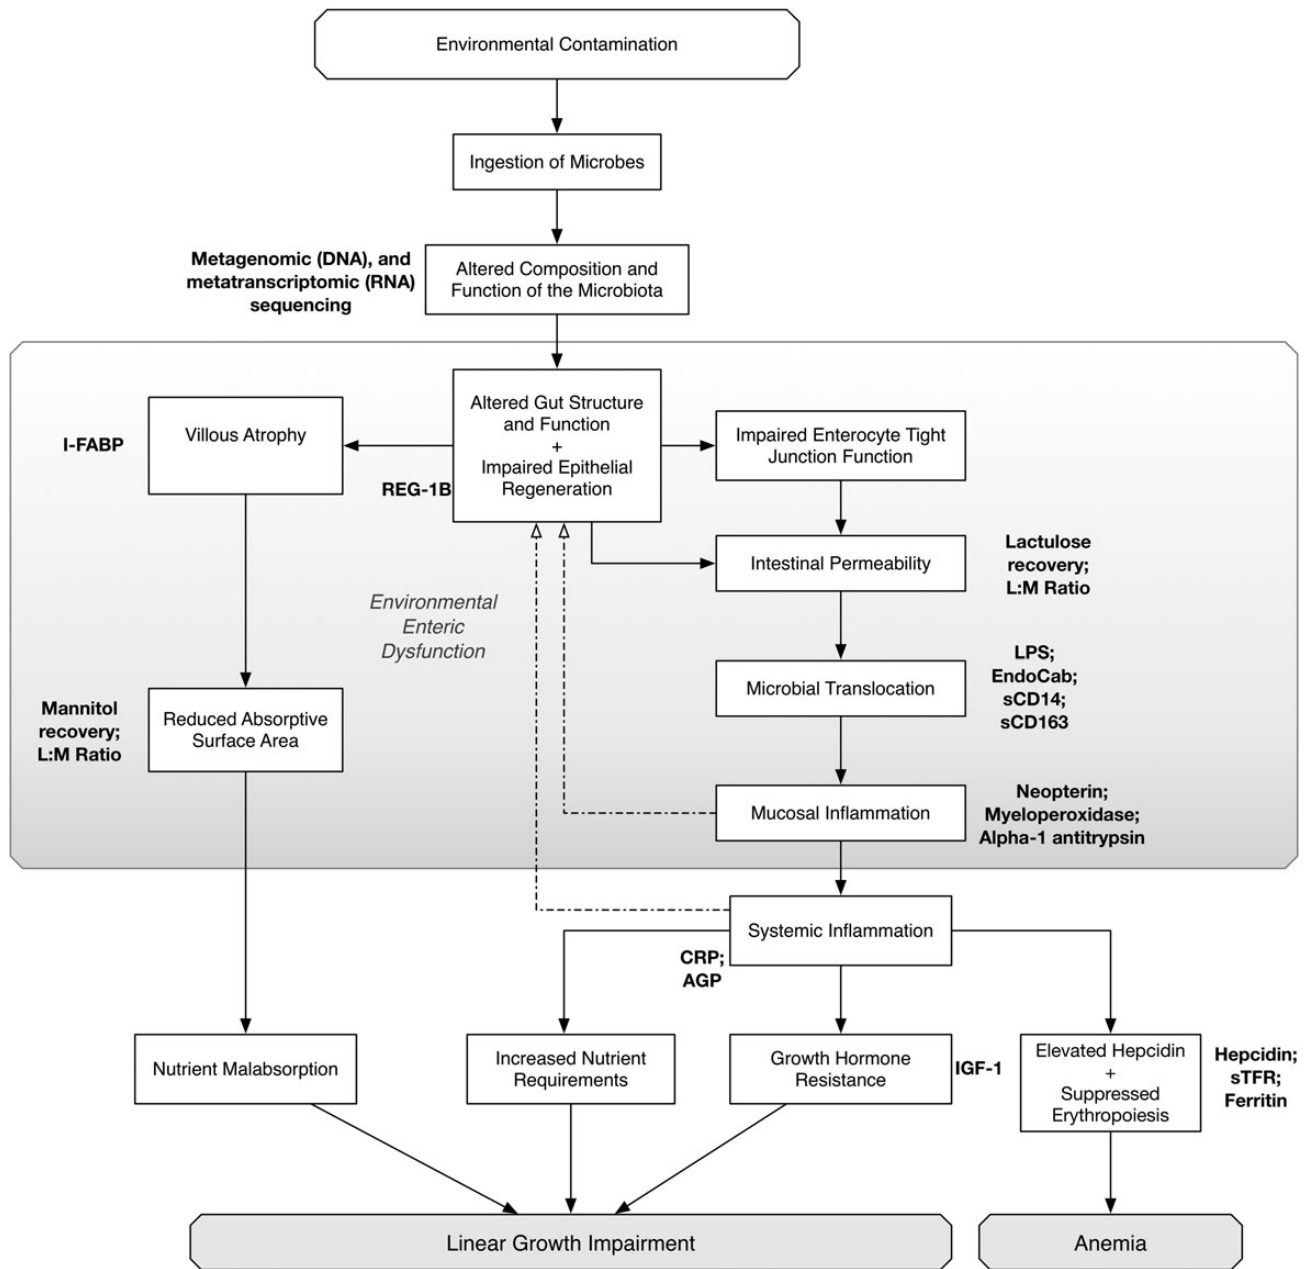 Environmental Contamination
Ingestion of Microbes
Metagenomic (DNA), and
metatranscriptomic (RNA)
sequencing
Altered Composition and
Function of the Microbiota
I-FABP
Villous Atrophy
REG-1B
Altered Gut Structure
and Function
+
Impaired Epithelial
Regeneration
Impaired Enterocyte Tight
Junction Function
Intestinal Permeability
Lactulose
recovery;
L:M Ratio
Environmental
Enteric
Dysfunction
Microbial Translocation
LPS;
EndoCab;
sCD14;
sCD163
Mannitol
recovery;
L:M Ratio
Reduced Absorptive
Surface Area
Mucosal Inflammation
Neopterin;
Myeloperoxidase;
Alpha-1 antitrypsin
Systemic Inflammation
CRP;
AGP
Nutrient Malabsorption
Increased Nutrient
Requirements
Growth Hormone
Resistance
IGF-1
Elevated Hepcidin
+
Suppressed
Erythropoiesis
Hepcidin;
sTFR;
Ferritin
Linear Growth Impairment
Anemia